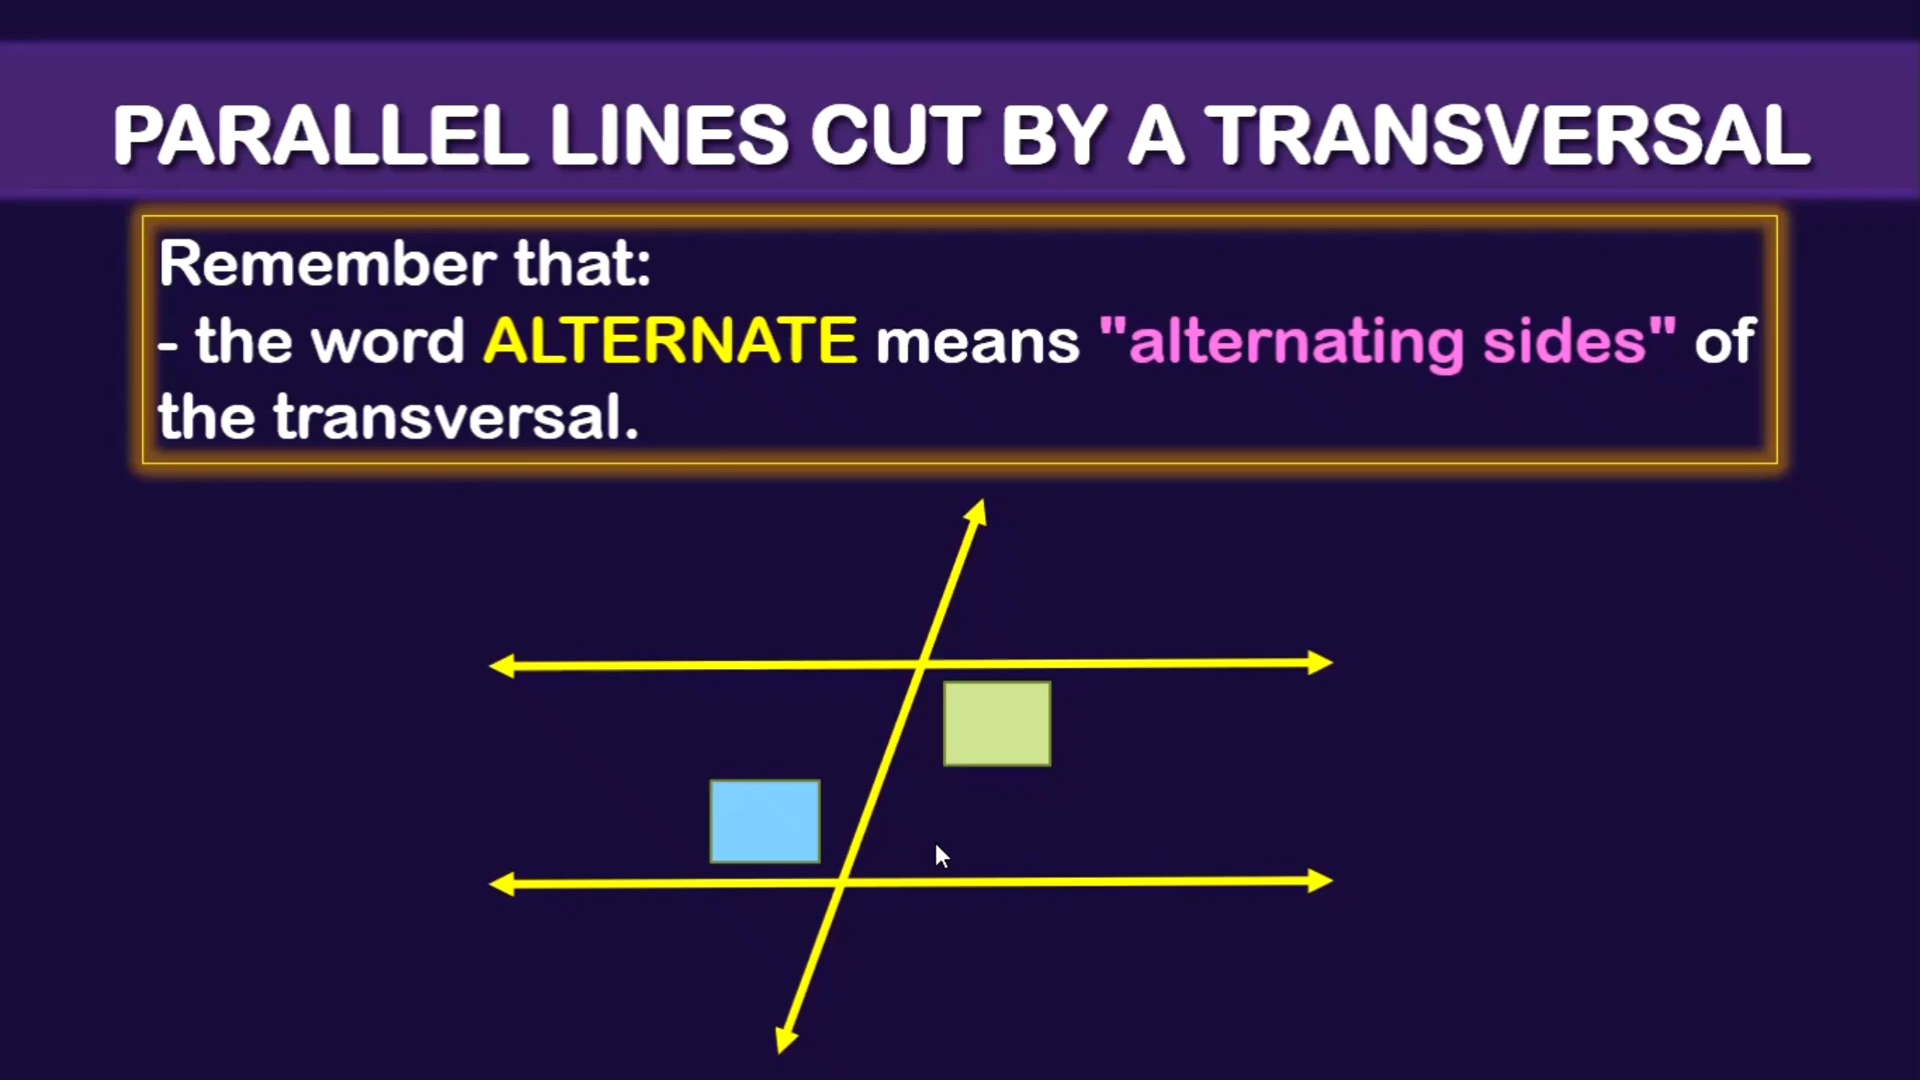 PARALLEL LINES CUT BY A TRANSVERSAL
Remember that:
- the word ALTERNATE means "alternating sides" of
the transversal.